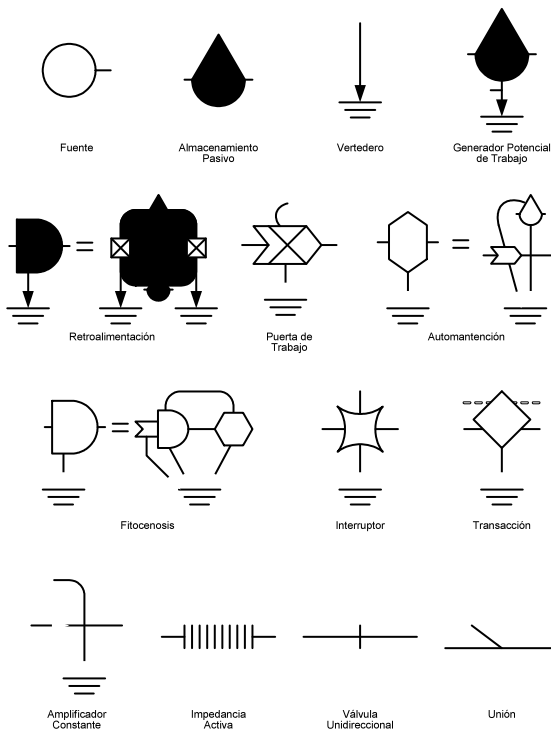 Fuente
Almacenamiento
Pasivo
Vertedero
Generador Potencial
de Trabajo
Retroalimentación
Puerta de
Trabajo
Automantención
Fitocenosis
Interruptor
Transacción
Amplificador
Constante
Impedancia
Activa
Válvula
Unidireccional
Unión